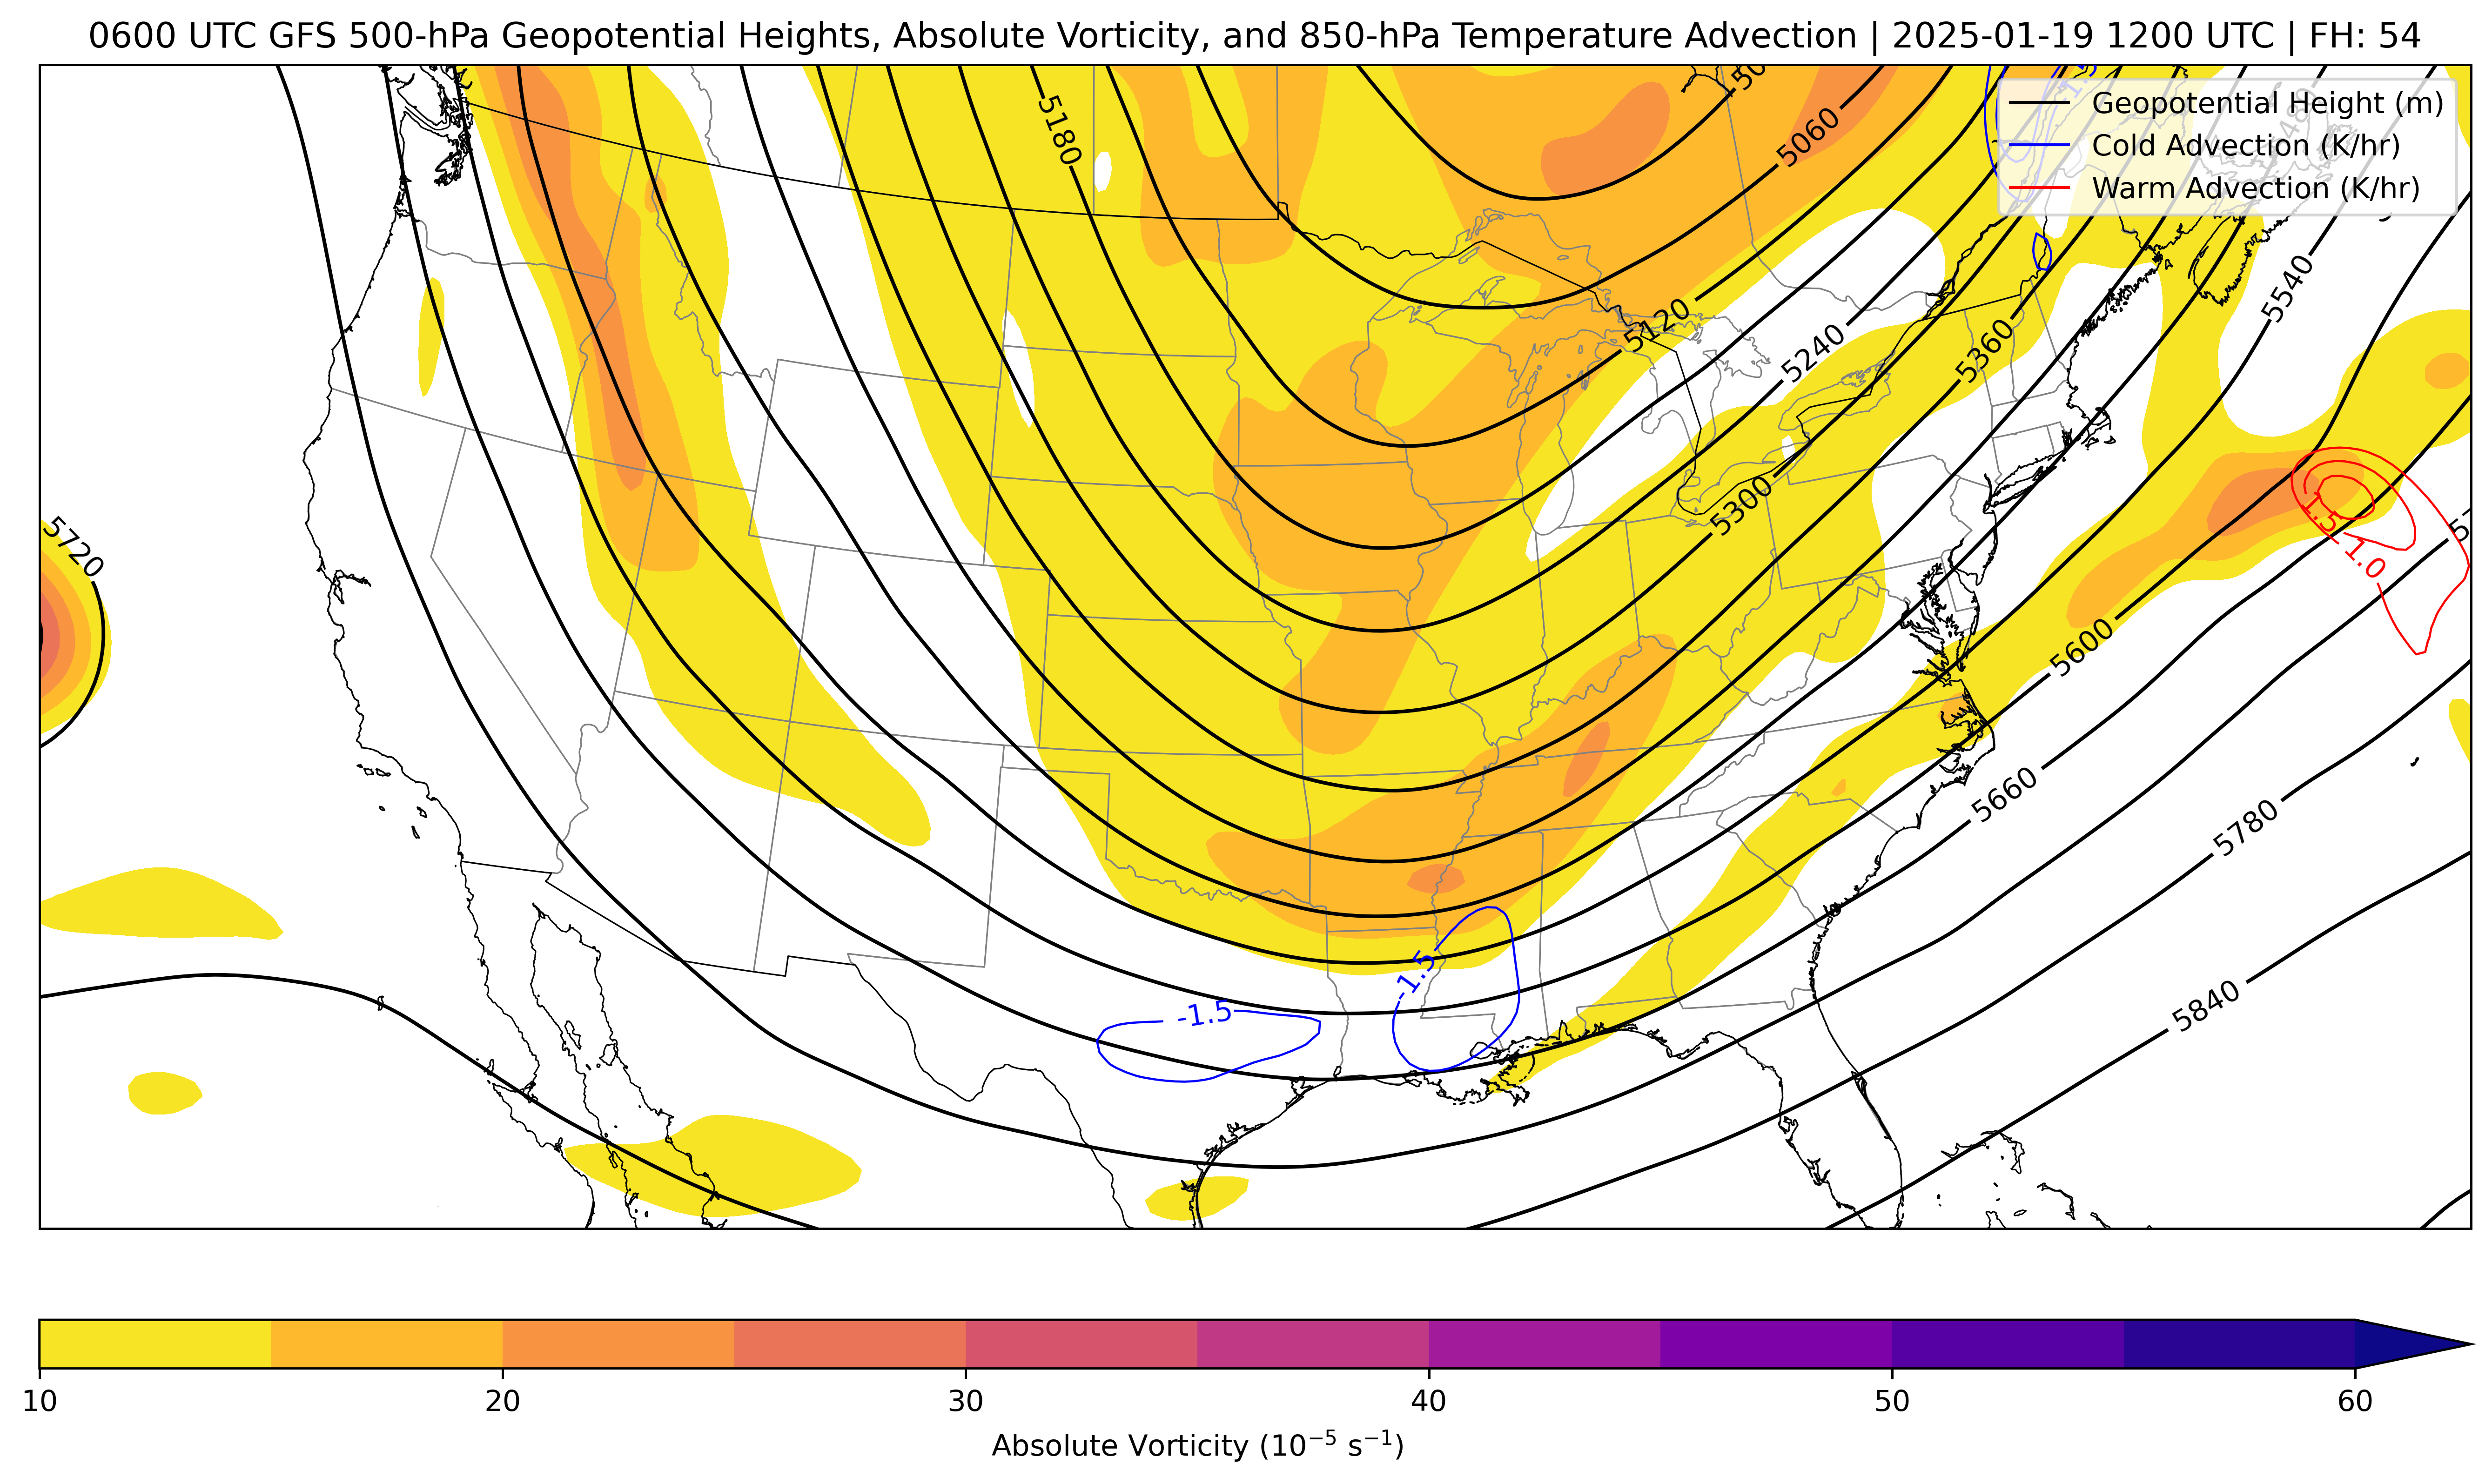 0600 UTC GFS 500-hPa Geopotential Heights, Absolute Vorticity, and 850-hPa Temperature Advection | 2025-01-19 1200 UTC | FH: 54
Geopotential Height (m)
Cold Advection (K/hr)
Warm Advection (K/hr)
5180
5060
5120
5240
5360
5540
5300
1.5
1.0
5720
5600
5660
5780
5840
-1.5
-1.5
10 20 30 40 50 60
Absolute Vorticity (10⁻⁵ s⁻¹)